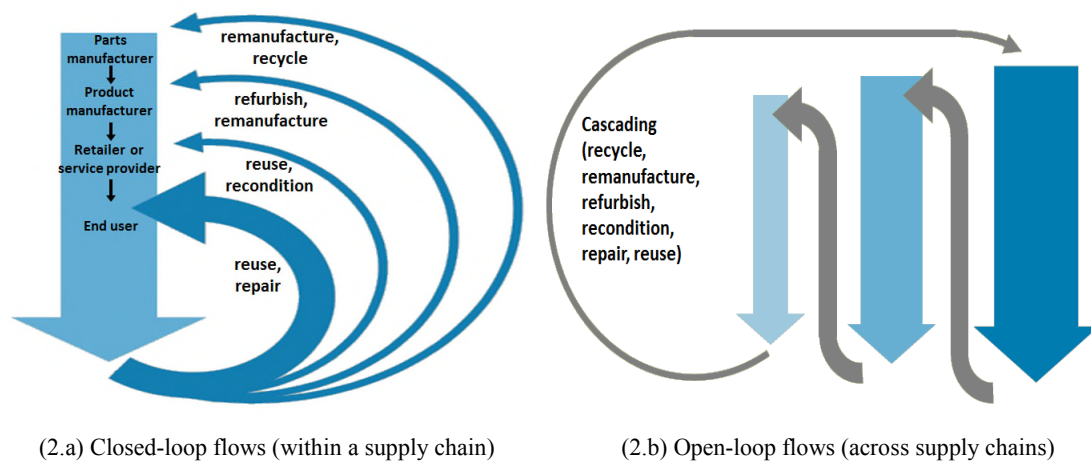 Parts
manufacturer
Product
manufacturer
Retailer or
service provider
End user
remanufacture,
recycle
refurbish,
remanufacture
reuse,
recondition
reuse,
repair
(2.a) Closed-loop flows (within a supply chain)
Cascading
(recycle,
remanufacture,
refurbish,
recondition,
repair, reuse)
(2.b) Open-loop flows (across supply chains)